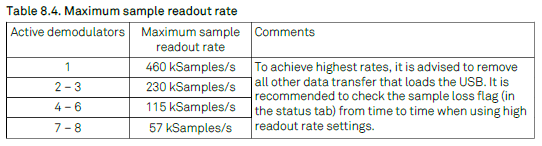 Table 8.4. Maximum sample readout rate
Active demodulators
Maximum sample
readout rate
Comments
1
460 kSamples/s
2 – 3
230 kSamples/s
4 – 6
115 kSamples/s
7 – 8
57 kSamples/s
To achieve highest rates, it is advised to remove
all other data transfer that loads the USB. It is
recommended to check the sample loss flag (in
the status tab) from time to time when using high
readout rate settings.